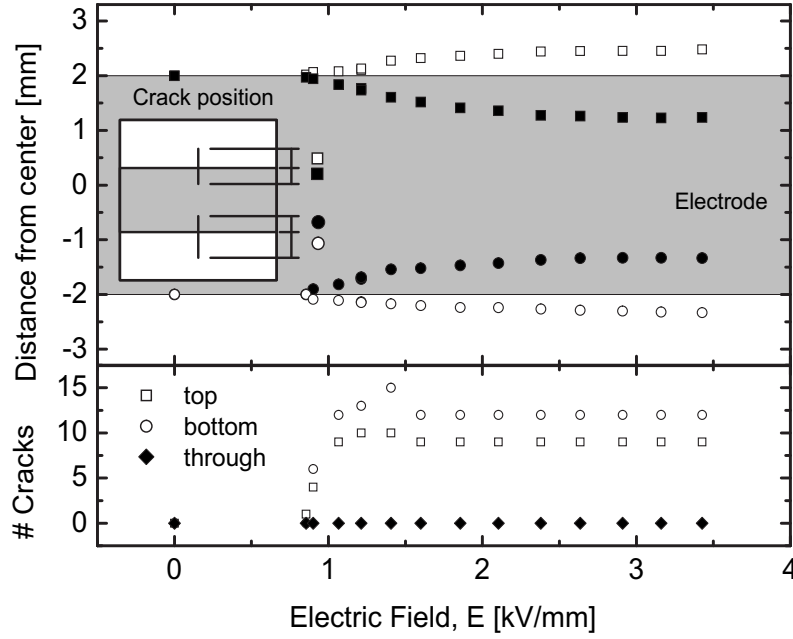 3
2
1
0
-1
-2
-3
Distance from center [mm]
Crack position
Electrode
15
10
5
0
# Cracks
top
bottom
through
0
1
2
3
4
Electric Field, E [kV/mm]